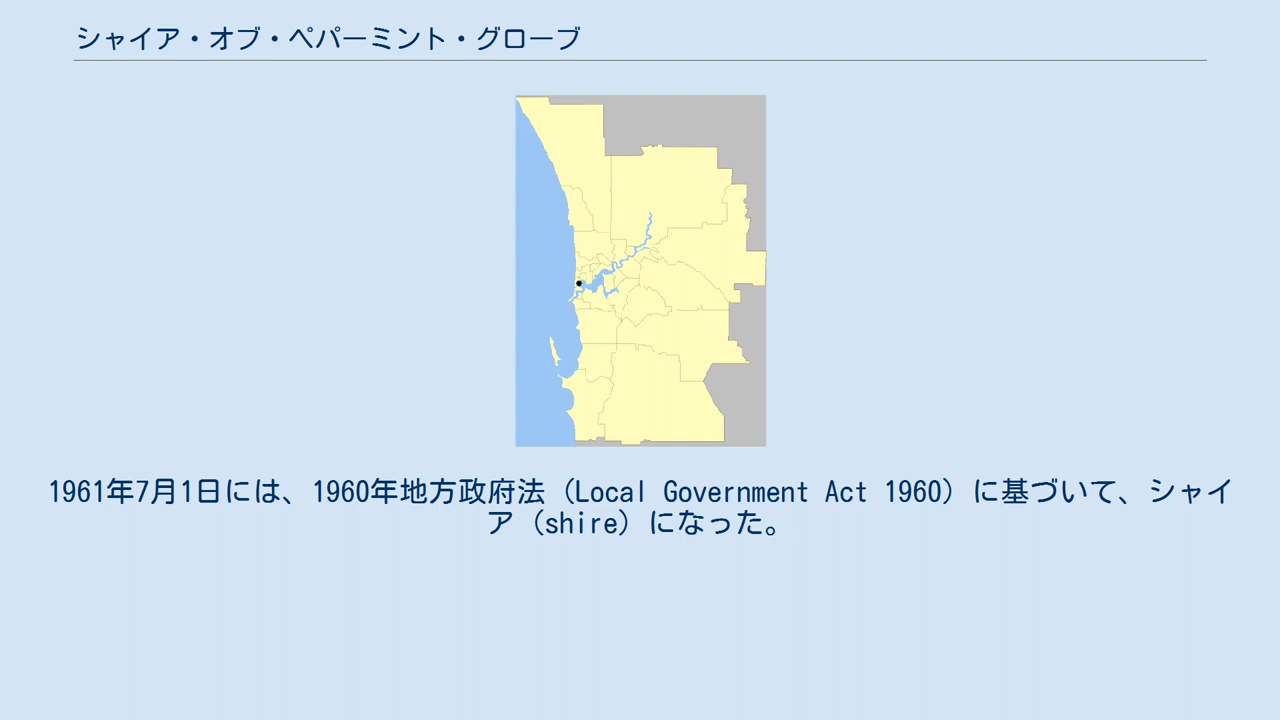 シャイア・オブ・ペパーミント・グローブ
1961年7月1日には、1960年地方政府法（Local Government Act 1960）に基づいて、シャイ
ア（shire）になった。